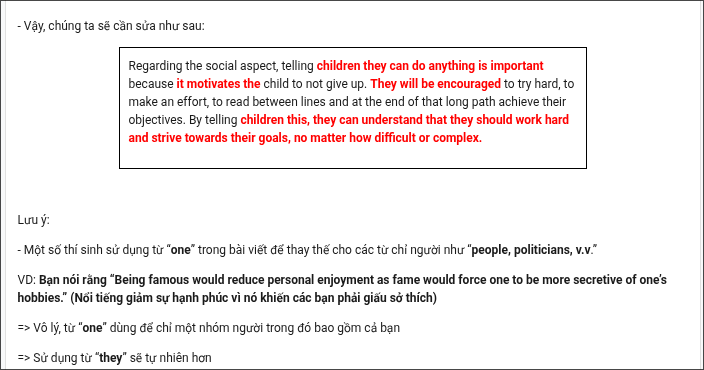 - Vậy, chúng ta sẽ cần sửa như sau:
Regarding the social aspect, telling children they can do anything is important
because it motivates the child to not give up. They will be encouraged to try hard, to
make an effort, to read between lines and at the end of that long path achieve their
objectives. By telling children this, they can understand that they should work hard
and strive towards their goals, no matter how difficult or complex.
Lưu ý:
- Một số thí sinh sử dụng từ “one” trong bài viết để thay thế cho các từ chỉ người như “people, politicians, v.v.”
VD: Bạn nói rằng “Being famous would reduce personal enjoyment as fame would force one to be more secretive of one’s
hobbies.” (Nổi tiếng giảm sự hạnh phúc vì nó khiến các bạn phải giấu sở thích)
=> Vô lý, từ “one” dùng để chỉ một nhóm người trong đó bao gồm cả bạn
=> Sử dụng từ “they” sẽ tự nhiên hơn